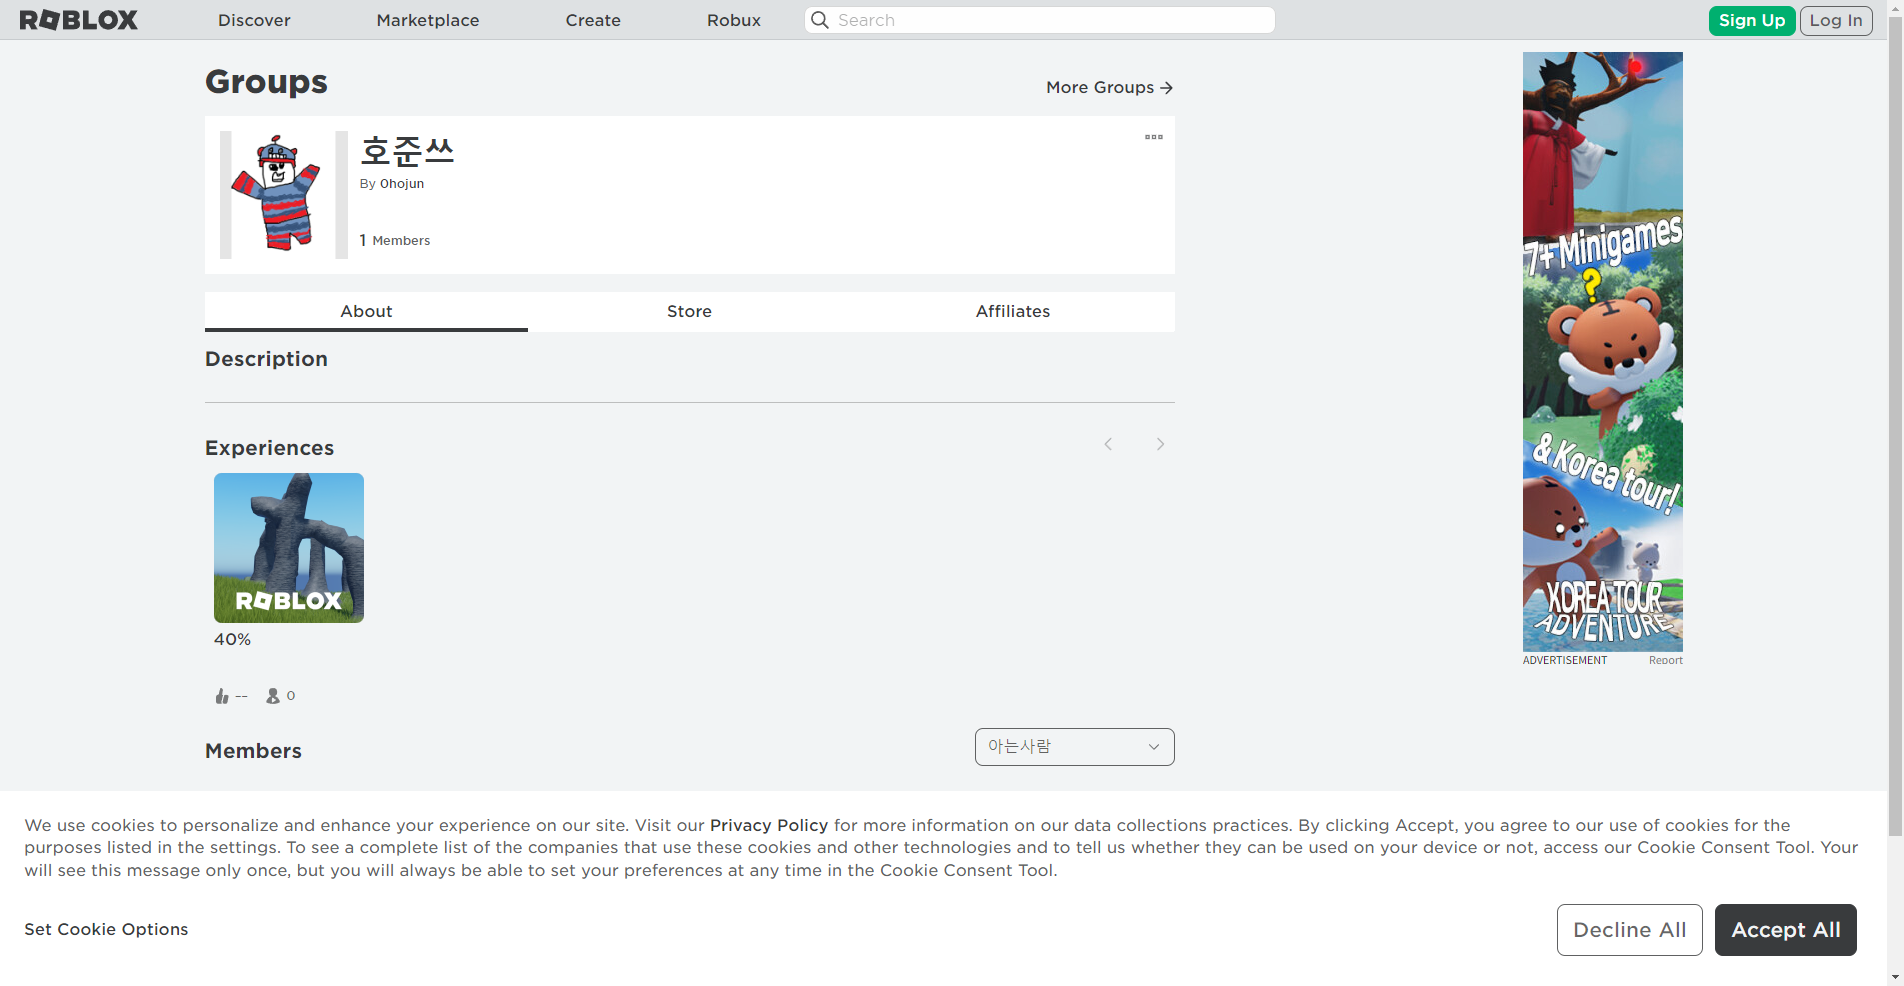 ROBLOX
Discover
Marketplace
Create
Robux
Search
Sign Up
Log In
Groups
More Groups
호준쓰
By Ohojun
1 Members
About
Store
Affiliates
Description
Experiences
ROBLOX
40%
--
0
Members
아는사람
7+ Minigames
?
& Korea tour!
KOREA TOUR
ADVENTURE
ADVERTISEMENT
Report
We use cookies to personalize and enhance your experience on our site. Visit our Privacy Policy for more information on our data collections practices. By clicking Accept, you agree to our use of cookies for the
purposes listed in the settings. To see a complete list of the companies that use these cookies and other technologies and to tell us whether they can be used on your device or not, access our Cookie Consent Tool. Your
will see this message only once, but you will always be able to set your preferences at any time in the Cookie Consent Tool.
Set Cookie Options
Decline All
Accept All